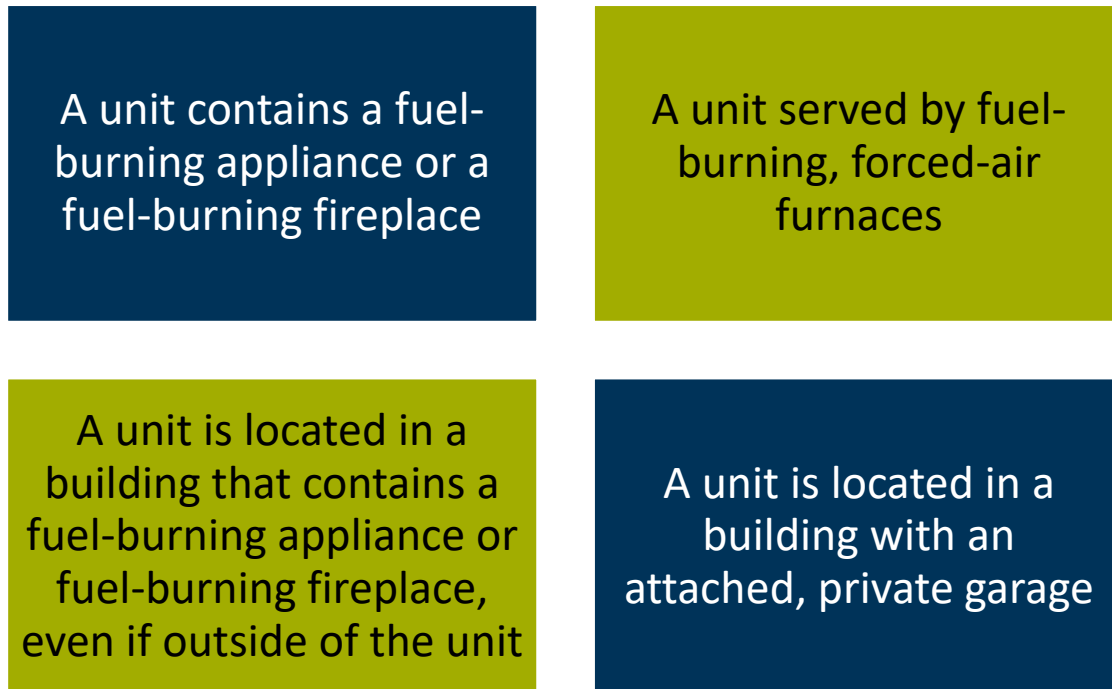 A unit contains a fuel-
burning appliance or a
fuel-burning fireplace
A unit served by fuel-
burning, forced-air
furnaces
A unit is located in a
building that contains a
fuel-burning appliance or
fuel-burning fireplace,
even if outside of the unit
A unit is located in a
building with an
attached, private garage